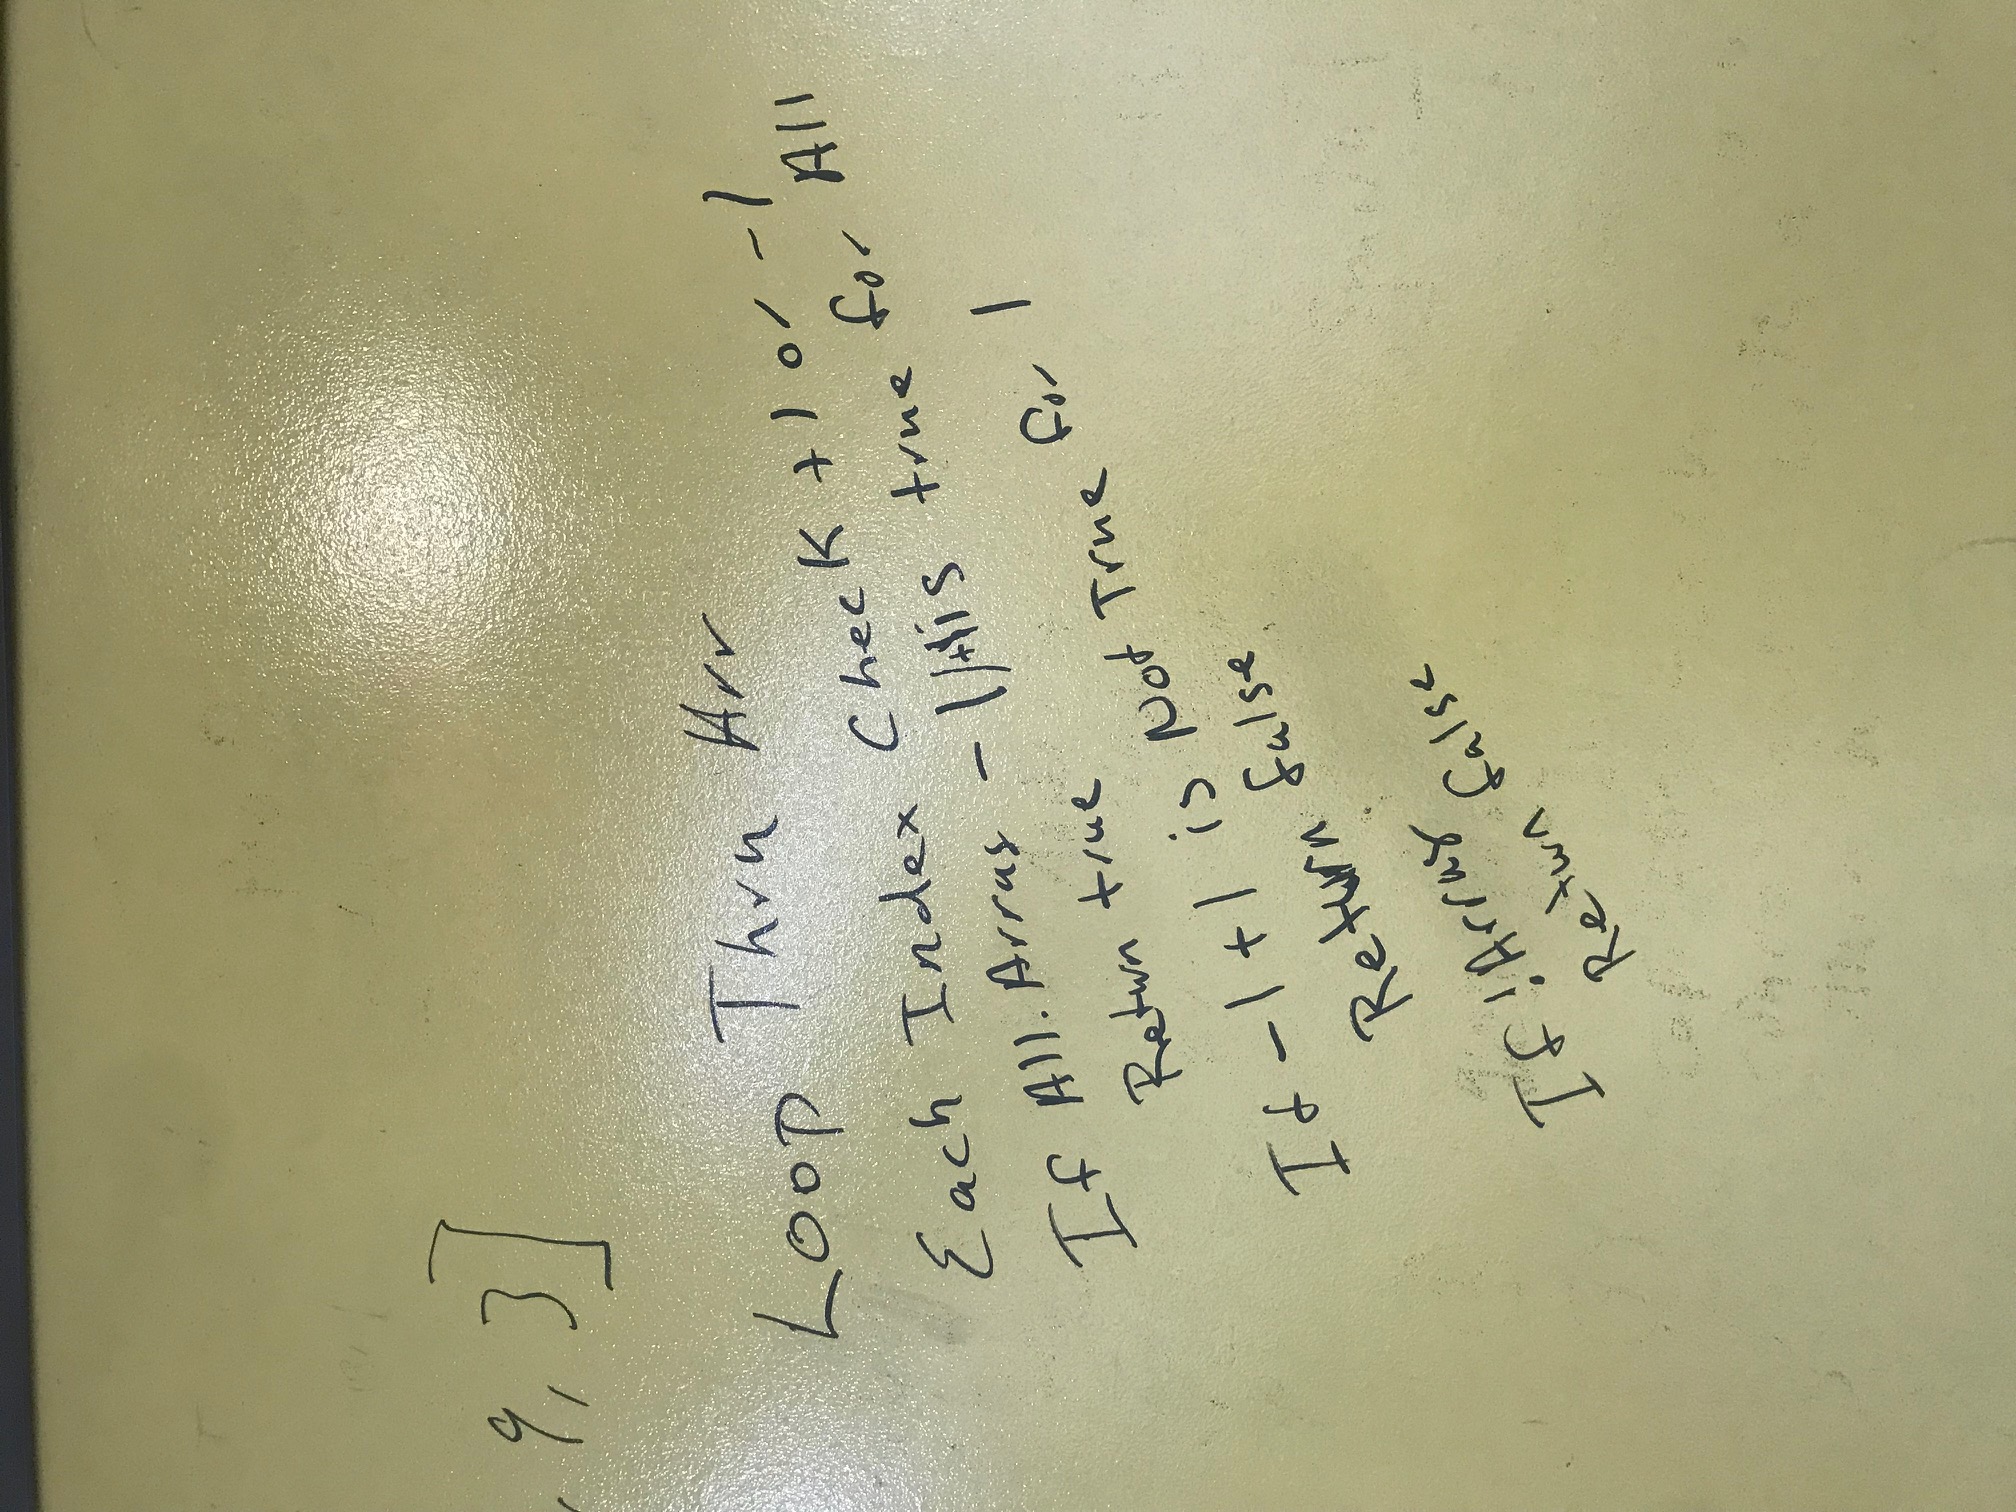 , 9, 3]
Loop Thru Arr
Each Index Check +1 or -1
If All. Array -1/+1 is true for All
Return true
If -1 +1 is Not True for 1
Return false
If !Array
Return false